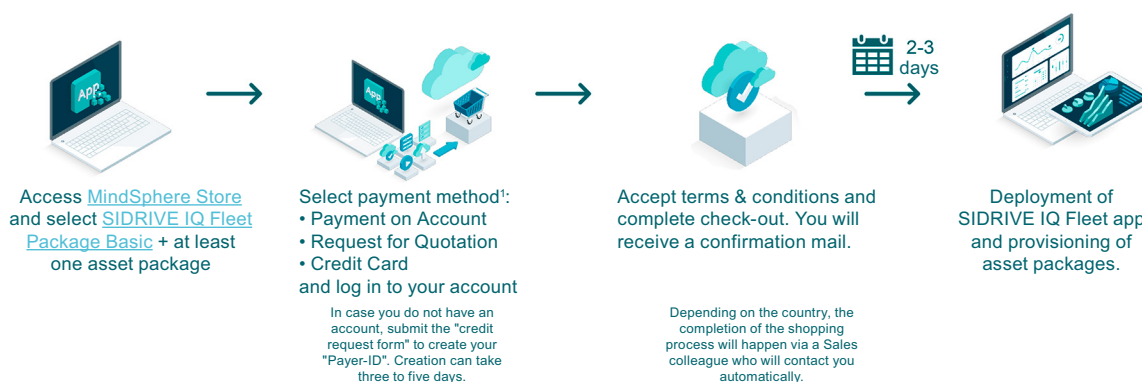 App
App
2-3
days
Access MindSphere Store
and select SIDRIVE IQ Fleet
Package Basic + at least
one asset package
Select payment method¹:
• Payment on Account
• Request for Quotation
• Credit Card
and log in to your account
In case you do not have an
account, submit the "credit
request form" to create your
"Payer-ID". Creation can take
three to five days.
Accept terms & conditions and
complete check-out. You will
receive a confirmation mail.
Depending on the country, the
completion of the shopping
process will happen via a Sales
colleague who will contact you
automatically.
Deployment of
SIDRIVE IQ Fleet app
and provisioning of
asset packages.